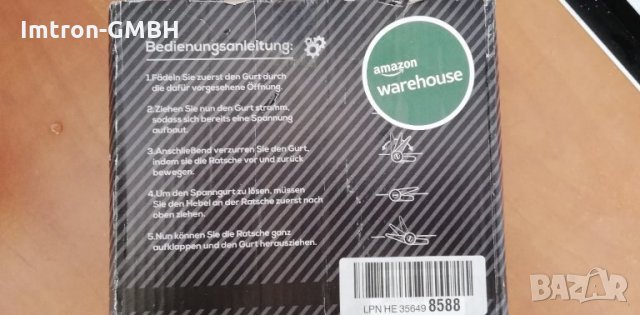 Imtron-GMBH
Bedienungsanleitung:
1.Fädeln Sie zuerst den Gurt durch
die dafür vorgesehene Öffnung.
2.Ziehen Sie nun den Gurt stramm,
sodass sich bereits eine Spannung
aufbaut.
3.Anschließend verzurren Sie den Gurt,
indem sie die Ratsche vor und zurück
bewegen.
4.Um den Spanngurt zu lösen, müssen
Sie den Hebel an der Ratsche zuerst nach
oben ziehen.
5.Nun können Sie die Ratsche ganz
aufklappen und den Gurt herausziehen.
amazon
warehouse
LPN HE 35649 8588
BAZAR